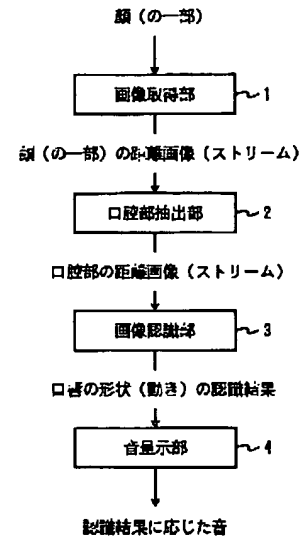 顔(の一部)
画像取得部 1
顔(の一部)の距離画像(ストリーム)
口腔部抽出部 2
口腔部の距離画像(ストリーム)
画像認識部 3
口唇の形状(動き)の認識結果
音呈示部 4
認識結果に応じた音